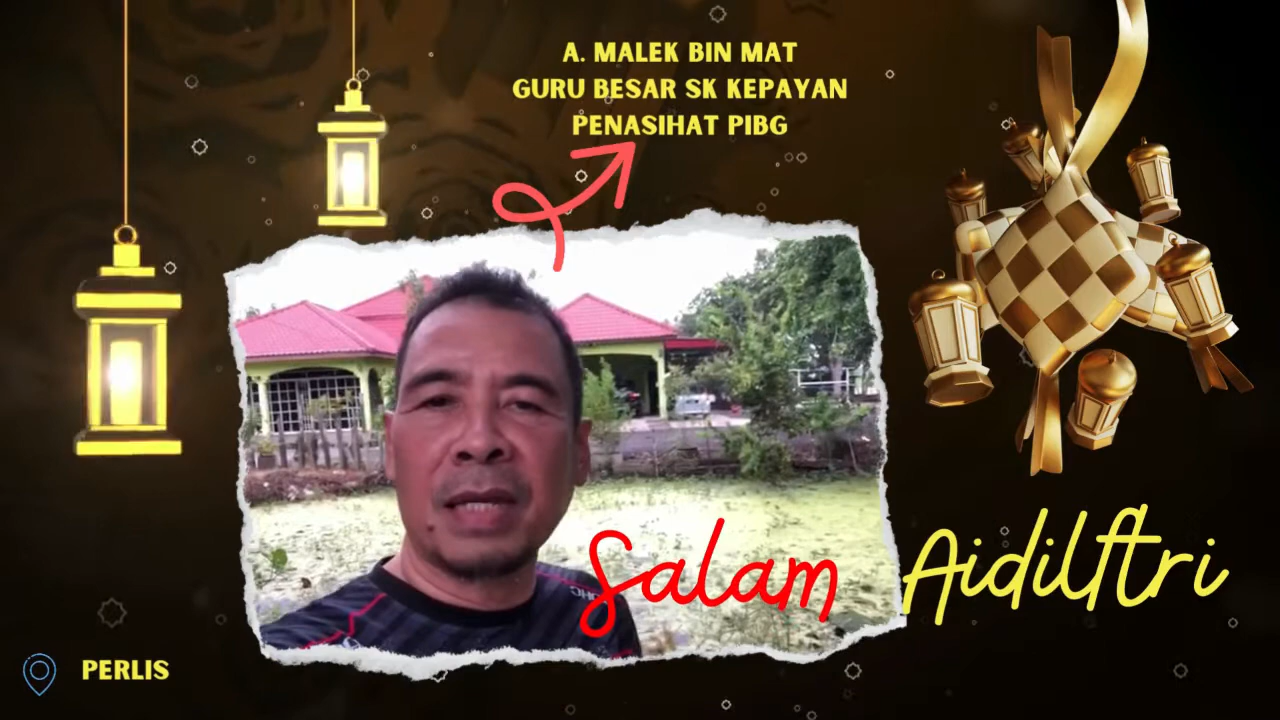 A. MALEK BIN MAT
GURU BESAR SK KEPAYAN
PENASIHAT PIBG
Salam Aidilftri
PERLIS